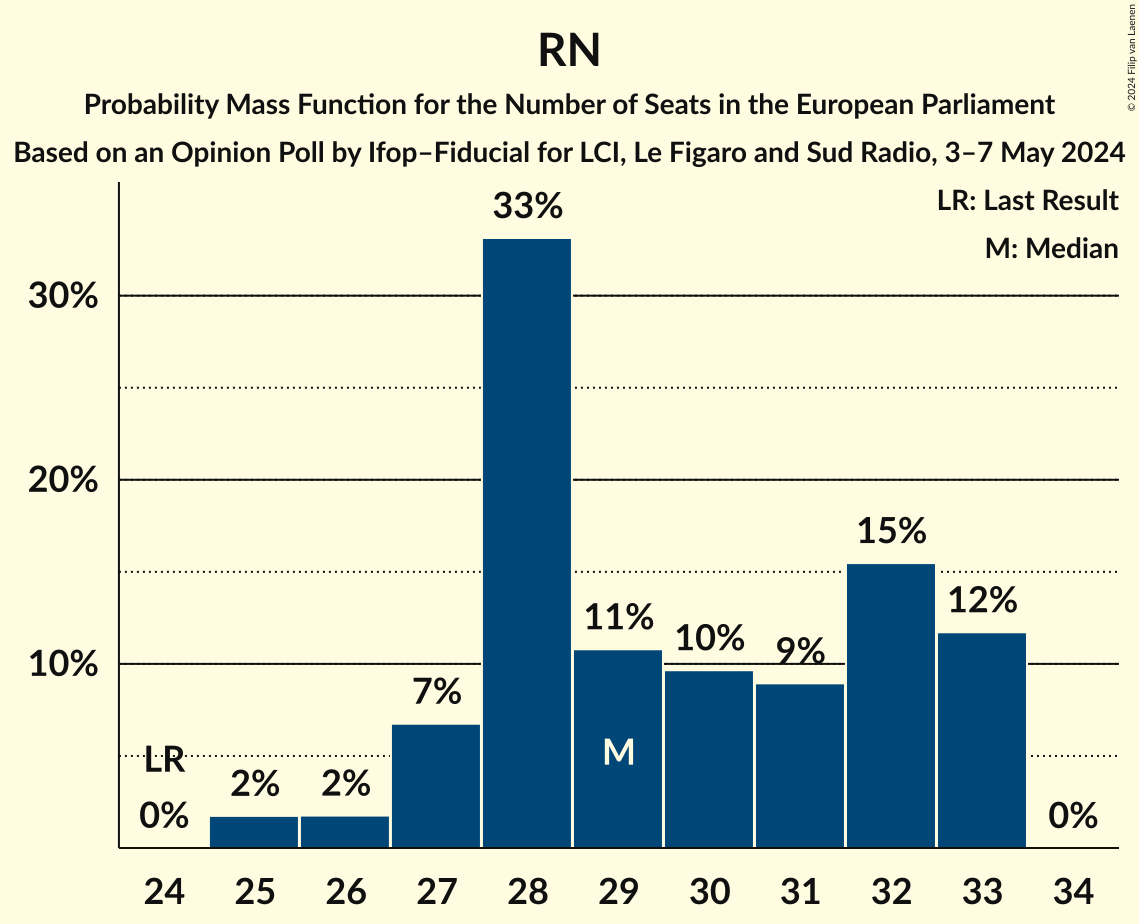 RN
Probability Mass Function for the Number of Seats in the European Parliament
Based on an Opinion Poll by Ifop–Fiducial for LCI, Le Figaro and Sud Radio, 3–7 May 2024
© 2024 Filip van Laenen
LR: Last Result
M: Median
33%
30%
20%
15%
12%
11%
10%
9%
10%
7%
LR
M
2%
2%
0%
0%
24 25 26 27 28 29 30 31 32 33 34